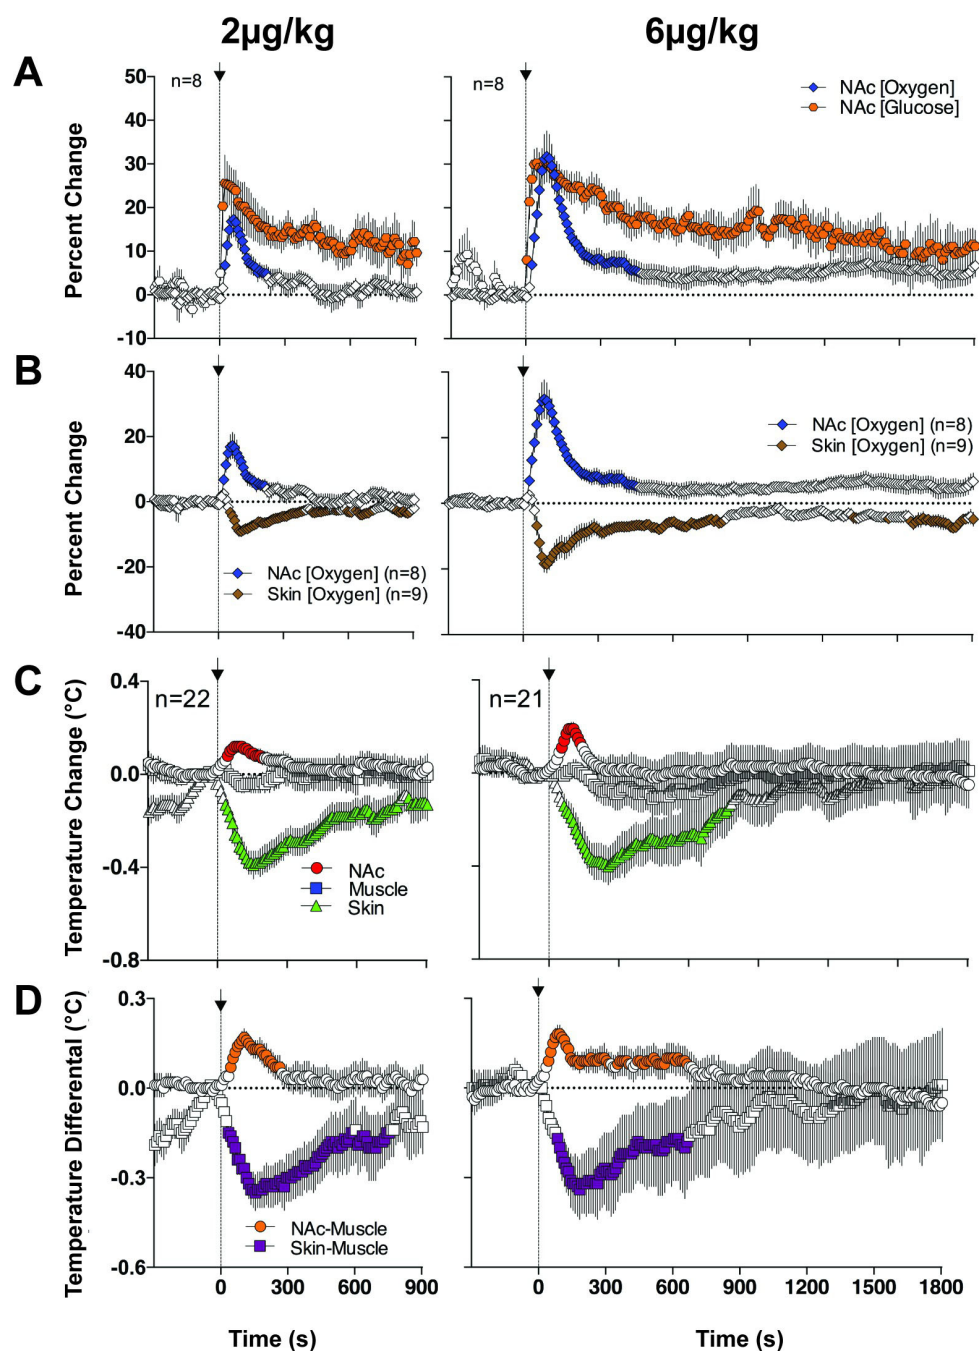 2µg/kg
6µg/kg
A
n=8
n=8
NAc [Oxygen]
NAc [Glucose]
Percent Change
50
40
30
20
10
0
-10
B
Percent Change
40
20
0
-20
-40
NAc [Oxygen] (n=8)
Skin [Oxygen] (n=9)
NAc [Oxygen] (n=8)
Skin [Oxygen] (n=9)
C
n=22
n=21
Temperature Change (°C)
0.4
0.0
-0.4
-0.8
NAc
Muscle
Skin
D
Temperature Differental (°C)
0.3
0.0
-0.3
-0.6
NAc-Muscle
Skin-Muscle
0 300 600 900
0 300 600 900 1200 1500 1800
Time (s)
Time (s)